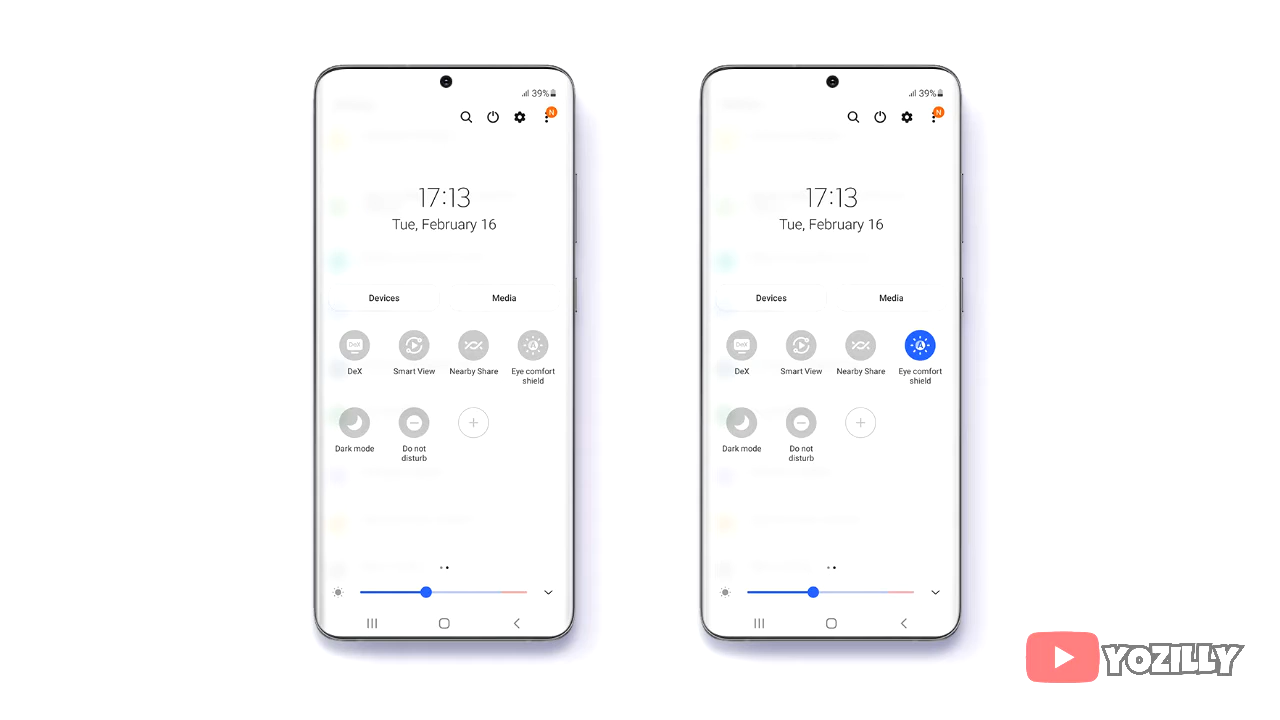 39%
N
17:13
Tue, February 16
Devices
Media
DeX
DeX
Smart View
Nearby Share
A
Eye comfort
shield
Dark mode
Do not
disturb
39%
N
17:13
Tue, February 16
Devices
Media
DeX
DeX
Smart View
Nearby Share
A
Eye comfort
shield
Dark mode
Do not
disturb
YOZILLY